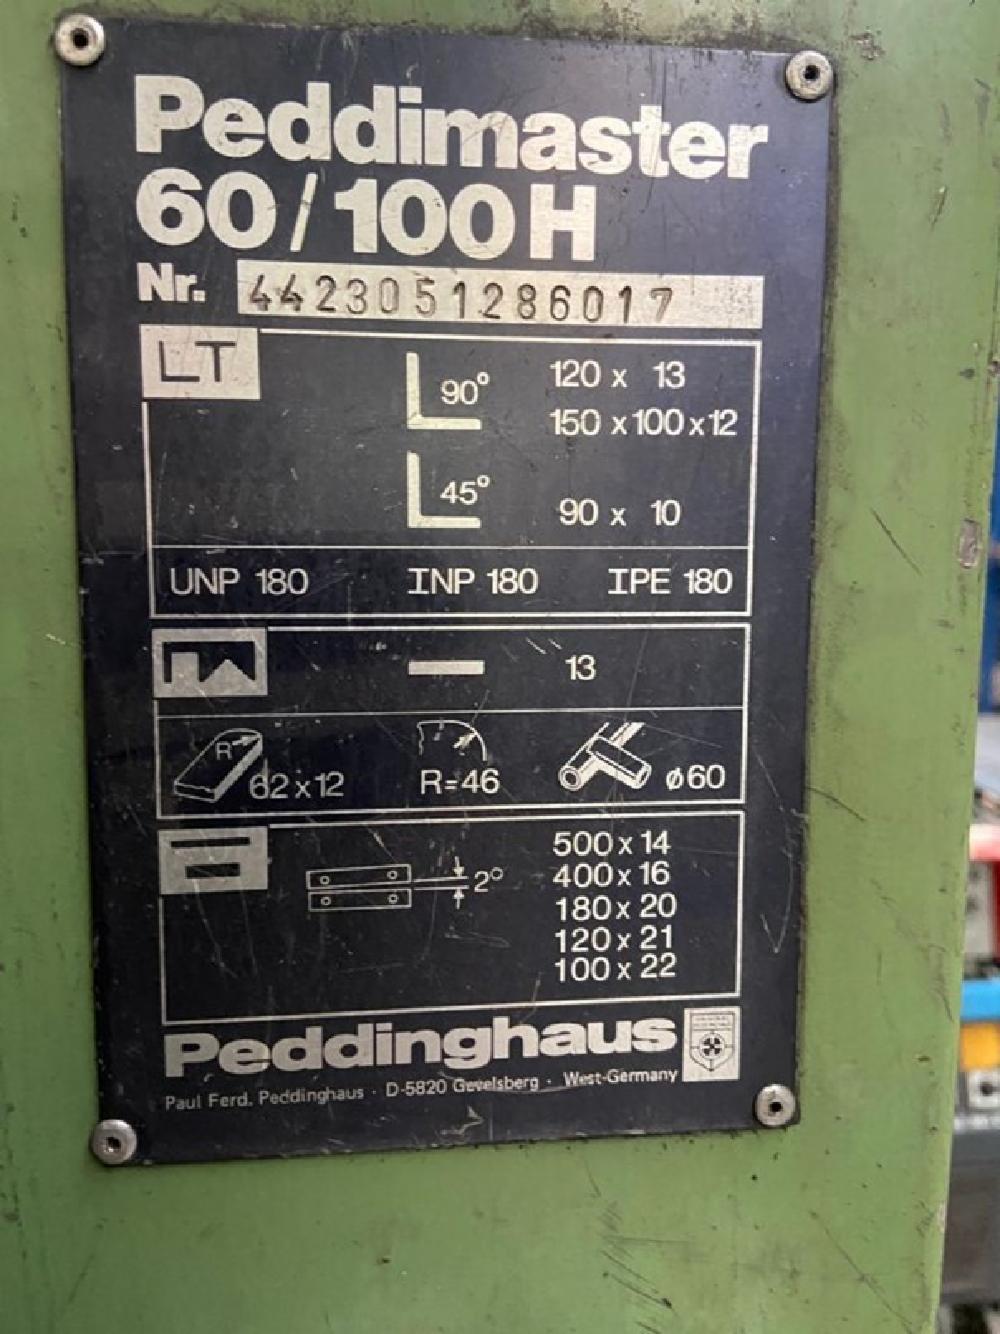 Peddimaster
60/100 H
Nr. 4423051286017
LT
90° 120 x 13
150 x 100 x 12
45° 90 x 10
UNP 180 INP 180 IPE 180
13
R 62 x 12 R=46 ø60
500 x 14
400 x 16
2° 180 x 20
120 x 21
100 x 22
Peddinghaus
Paul Ferd. Peddinghaus · D-5820 Gevelsberg · West-Germany